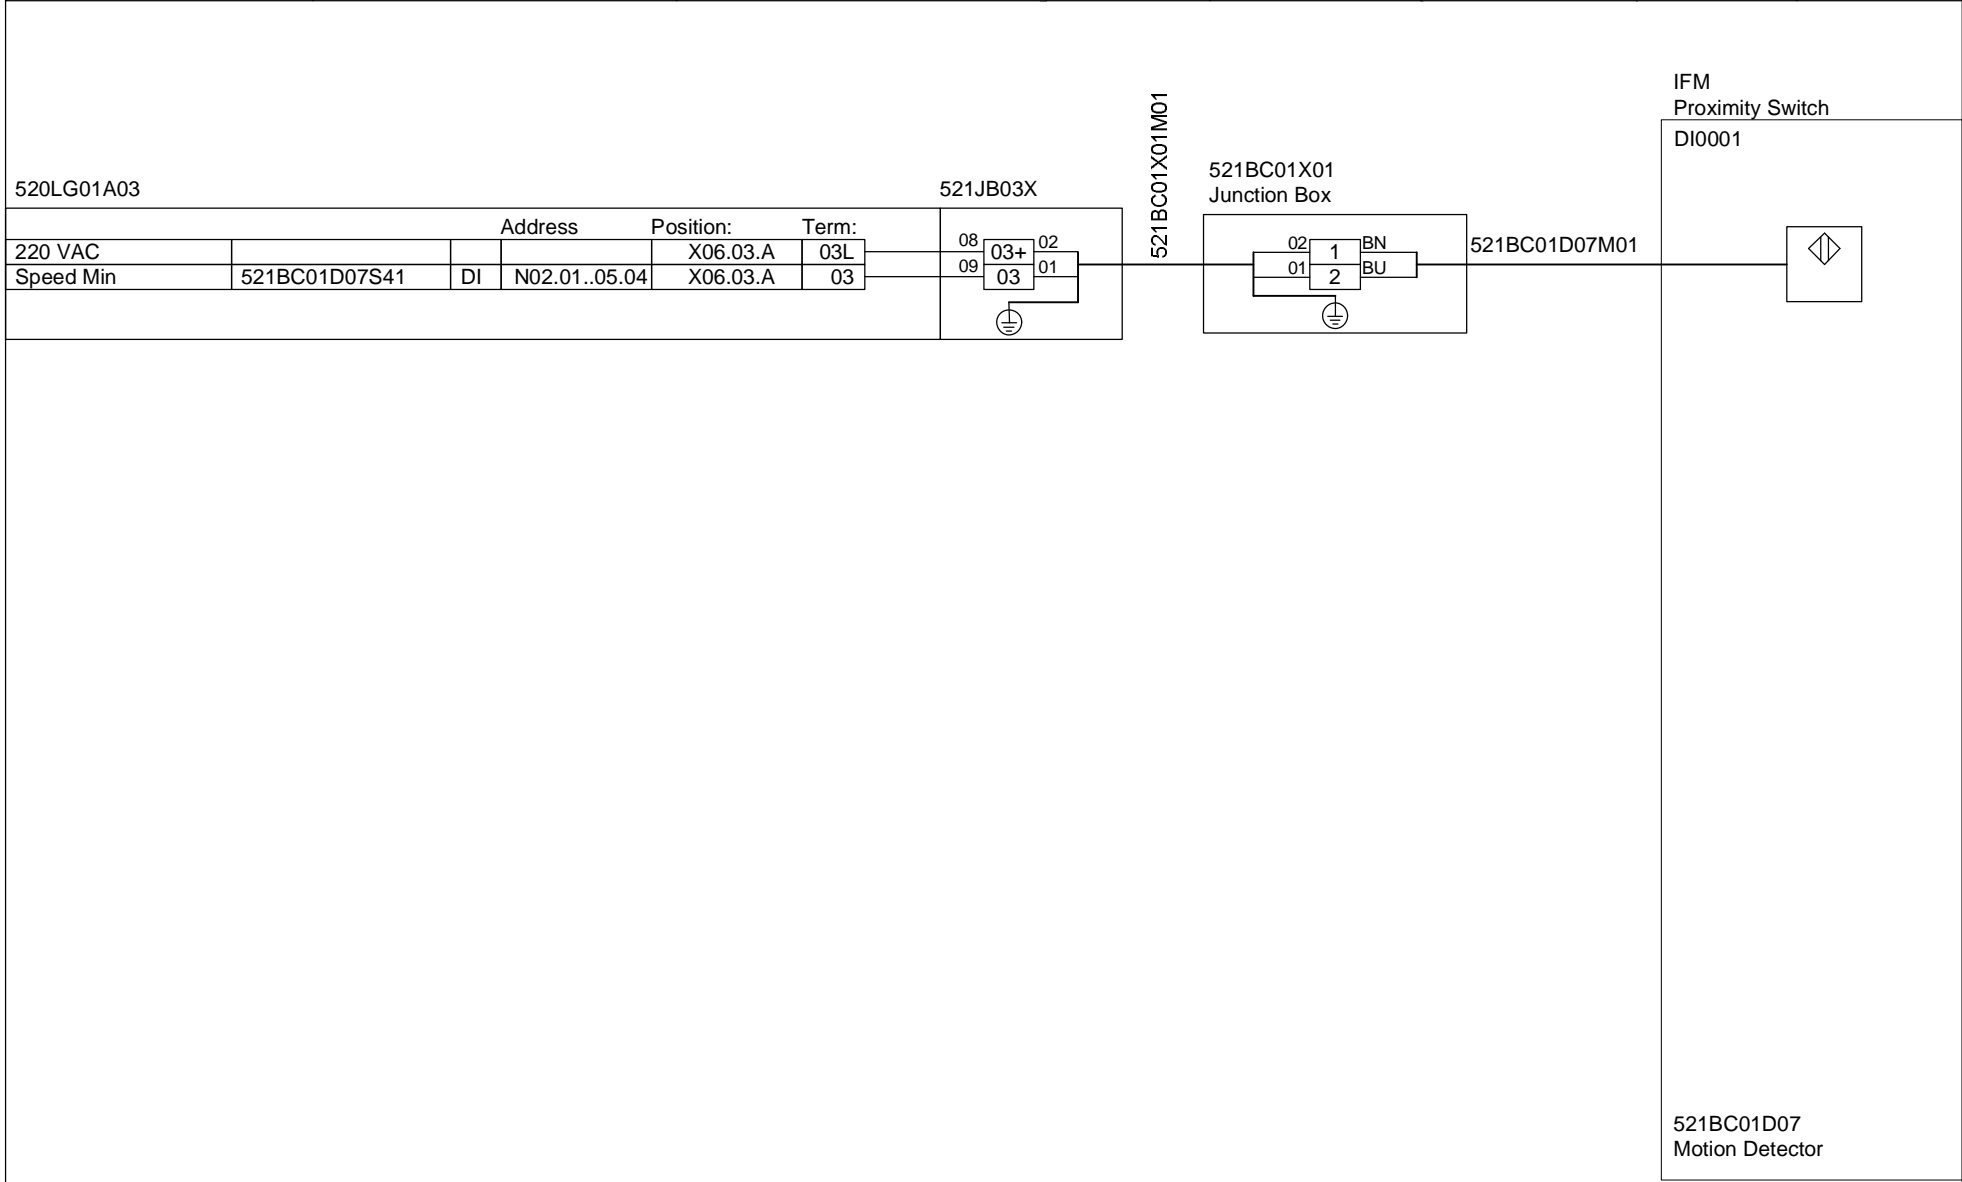 IFM
Proximity Switch
DI0001
521BC01X01M01
521BC01X01
Junction Box
520LG01A03
521JB03X
Address Position: Term:
220 VAC X06.03.A 03L
Speed Min 521BC01D07S41 DI N02.01..05.04 X06.03.A 03
08 03+ 02
09 03 01
02 1 BN
01 2 BU
521BC01D07M01
521BC01D07
Motion Detector